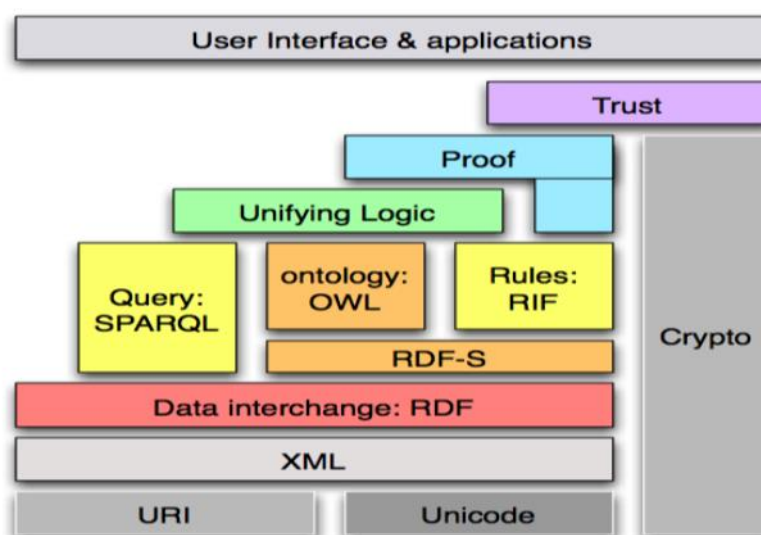 User Interface & applications
Trust
Proof
Unifying Logic
Query:
SPARQL
ontology:
OWL
Rules:
RIF
Crypto
RDF-S
Data interchange: RDF
XML
URI
Unicode